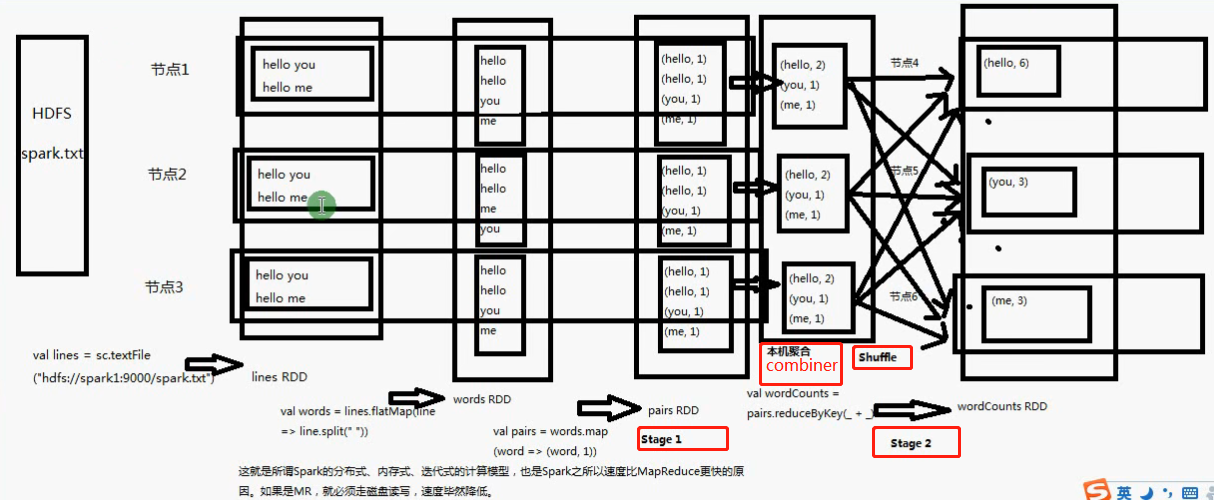 HDFS
spark.txt
节点1
hello you
hello me
hello
hello
you
me
(hello, 1)
(hello, 1)
(you, 1)
(me, 1)
(hello, 2)
(you, 1)
(me, 1)
节点4
(hello, 6)
节点2
hello you
hello me
hello
hello
me
you
(hello, 1)
(hello, 1)
(you, 1)
(me, 1)
(hello, 2)
(you, 1)
(me, 1)
节点5
(you, 3)
节点3
hello you
hello me
hello
hello
you
me
(hello, 1)
(hello, 1)
(you, 1)
(me, 1)
(hello, 2)
(you, 1)
(me, 1)
节点6
(me, 3)
val lines = sc.textFile
("hdfs://spark1:9000/spark.txt")
lines RDD
val words = lines.flatMap(line
=> line.split(" "))
words RDD
val pairs = words.map
(word => (word, 1))
pairs RDD
Stage 1
本机聚合
combiner
Shuffle
val wordCounts =
pairs.reduceByKey(_ + _)
wordCounts RDD
Stage 2
这就是所谓Spark的分布式、内存式、迭代式的计算模型，也是Spark之所以速度比MapReduce更快的原
因。如果是MR，就必须走磁盘读写，速度毕然降低。
S
英